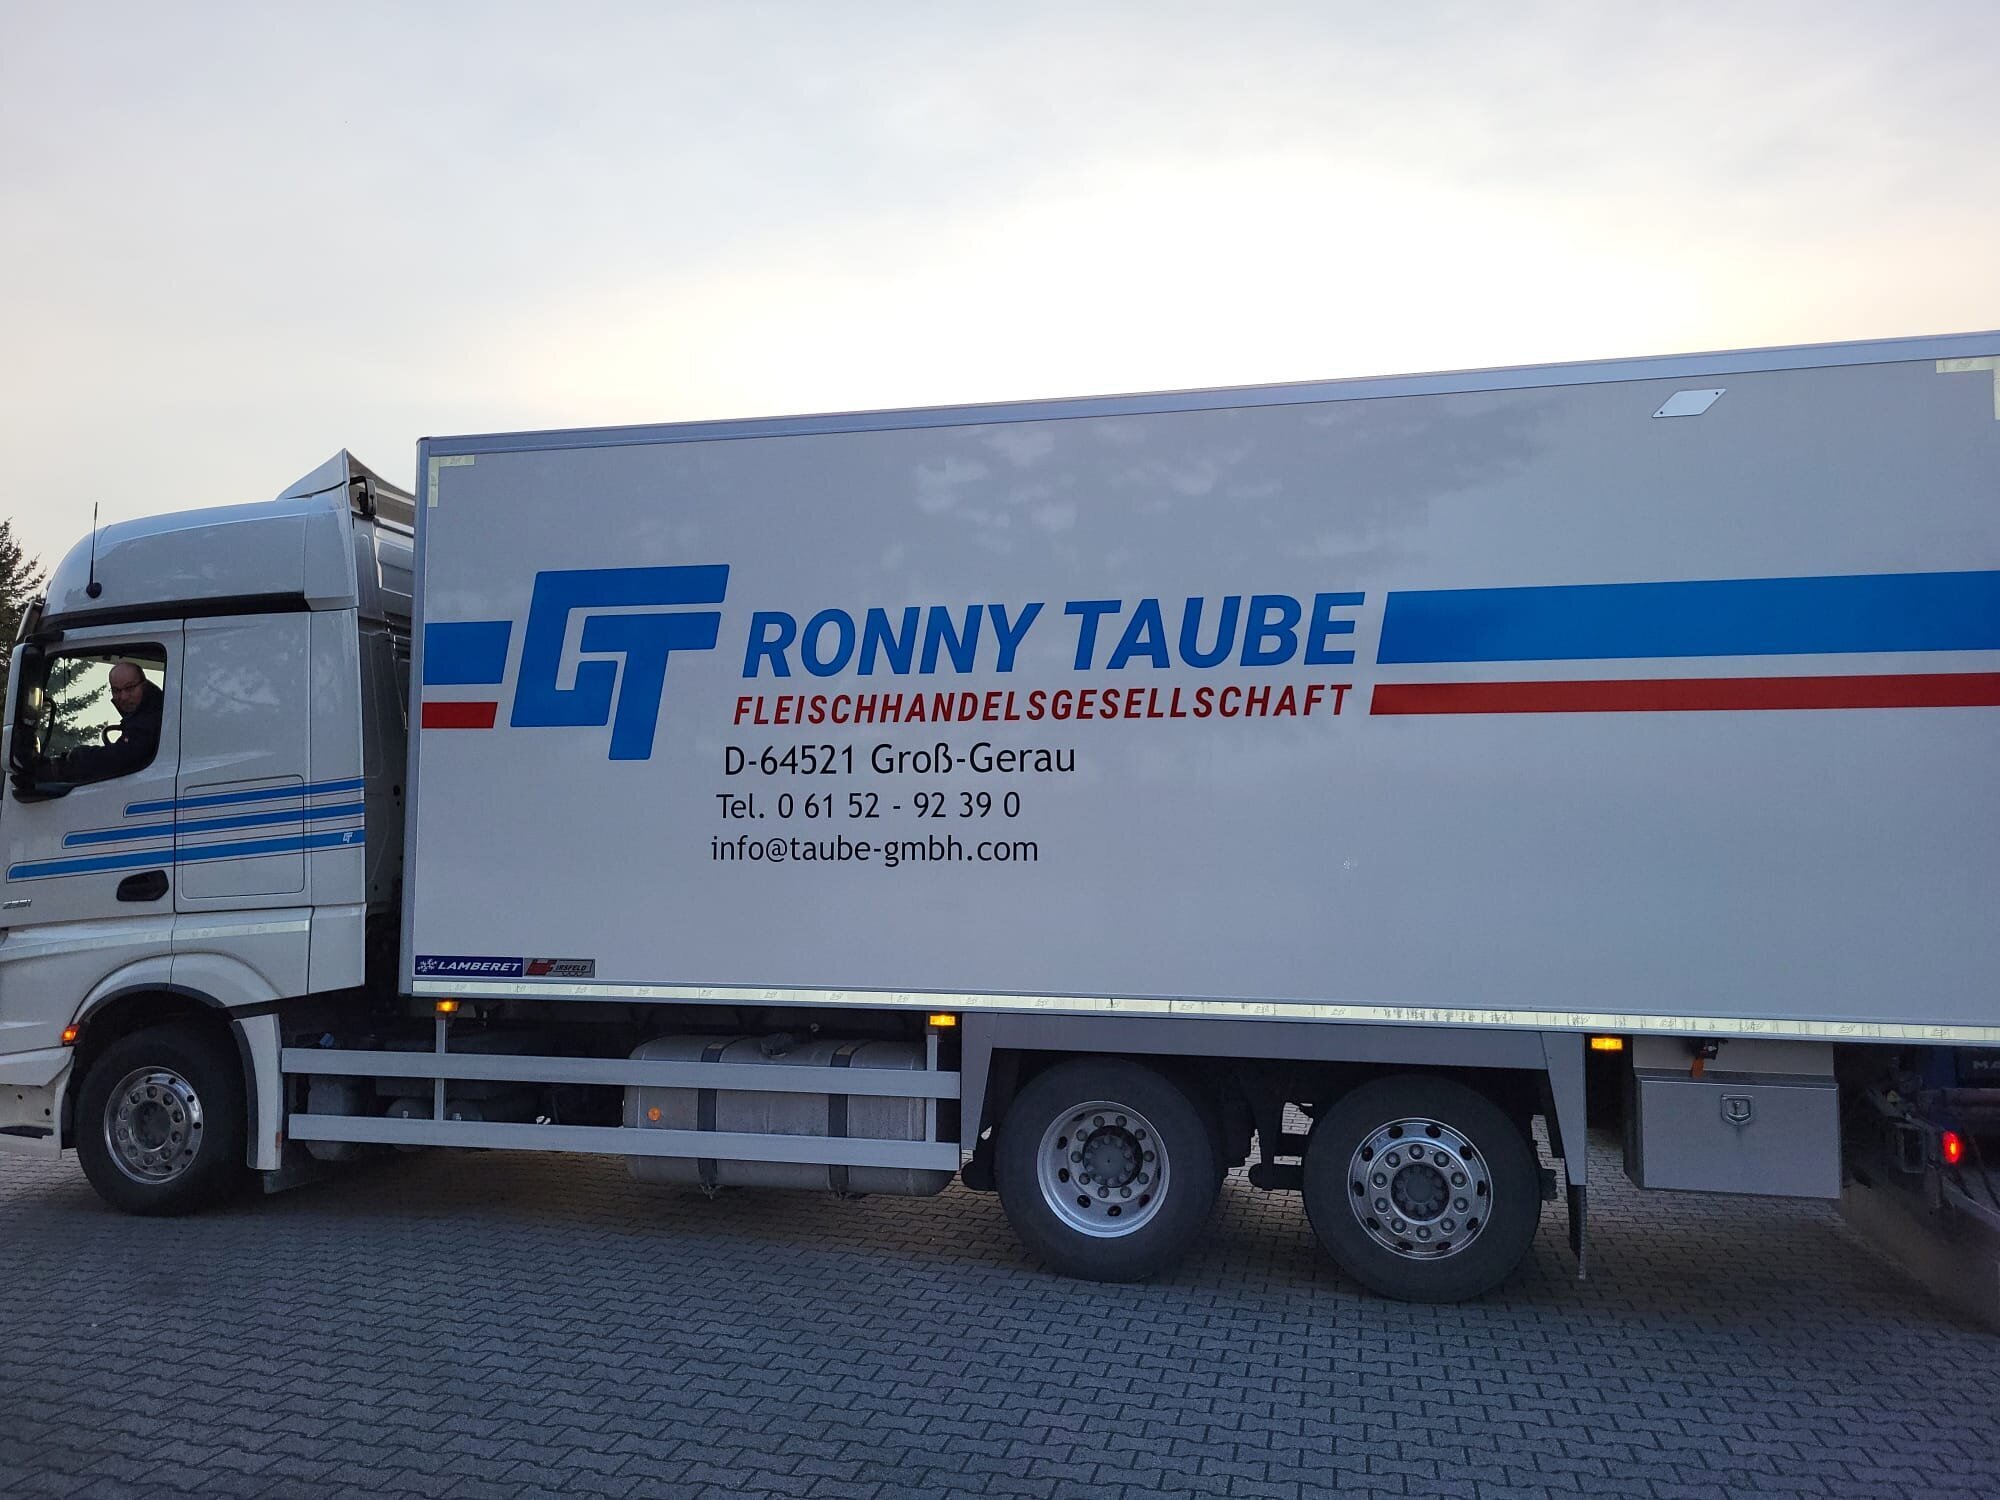 GT RONNY TAUBE
FLEISCHHANDELSGESELLSCHAFT
D-64521 Groß-Gerau
Tel. 0 61 52 - 92 39 0
info@taube-gmbh.com
GT
LAMBERET